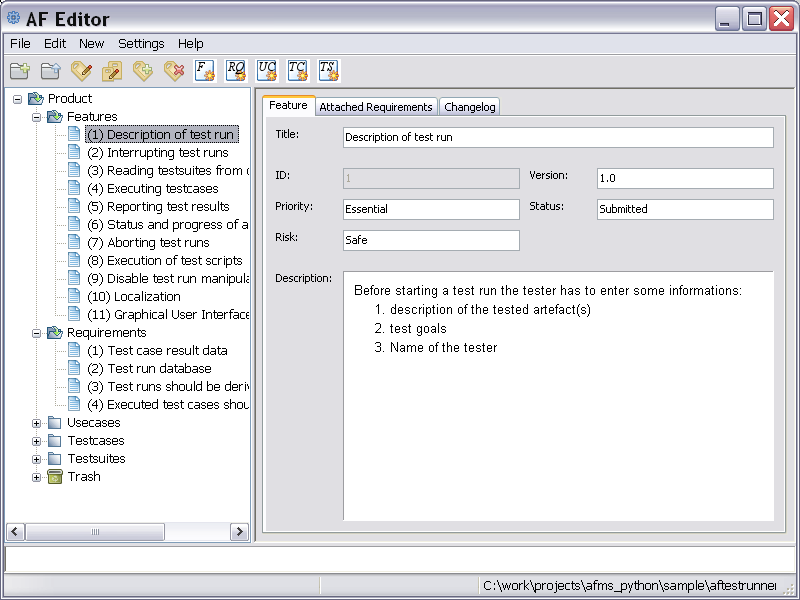 AF Editor
File Edit New Settings Help
F RQ UC TC TS
Product
Features
(1) Description of test run
(2) Interrupting test runs
(3) Reading testsuites from
(4) Executing testcases
(5) Reporting test results
(6) Status and progress of a
(7) Aborting test runs
(8) Execution of test scripts
(9) Disable test run manipula
(10) Localization
(11) Graphical User Interface
Requirements
(1) Test case result data
(2) Test run database
(3) Test runs should be deri
(4) Executed test cases shou
Usecases
Testcases
Testsuites
Trash
Feature Attached Requirements Changelog
Title: Description of test run
ID: 1 Version: 1.0
Priority: Essential Status: Submitted
Risk: Safe
Description:
Before starting a test run the tester has to enter some informations:
1. description of the tested artefact(s)
2. test goals
3. Name of the tester
C:\work\projects\afms_python\sample\aftestrunner